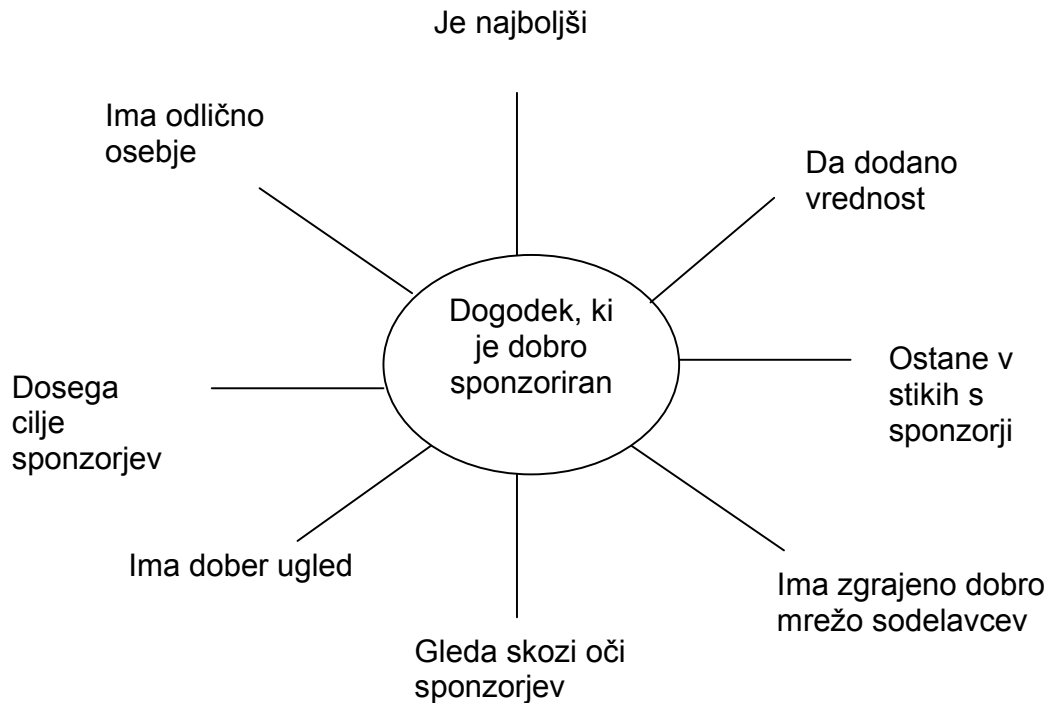 Je najboljši
Ima odlično
osebje
Da dodano
vrednost
Dogodek, ki
je dobro
sponzoriran
Ostane v
stikih s
sponzorji
Dosega
cilje
sponzorjev
Ima dober ugled
Ima zgrajeno dobro
mrežo sodelavcev
Gleda skozi oči
sponzorjev